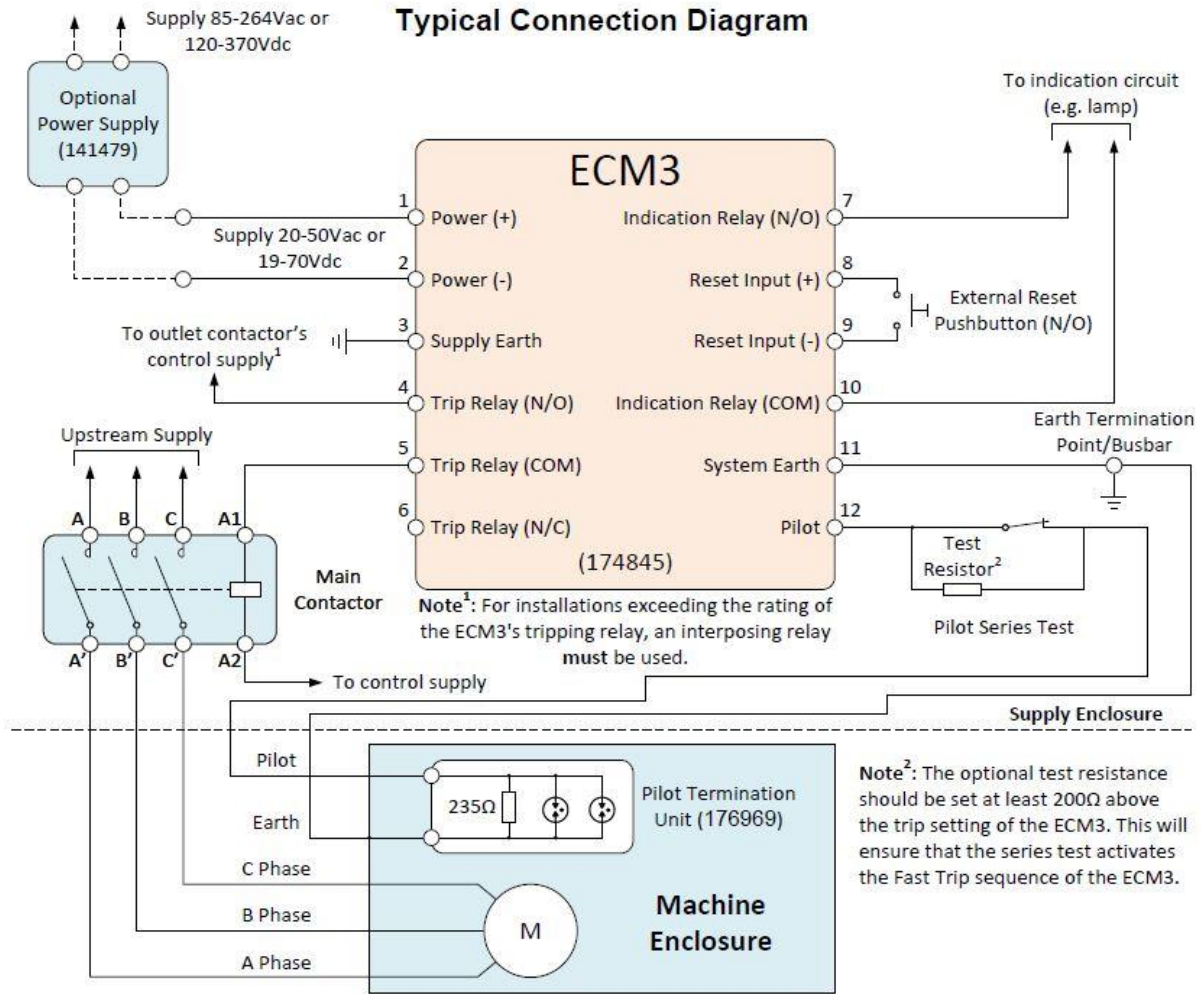 Typical Connection Diagram
Supply 85-264Vac or
120-370Vdc
Optional
Power Supply
(141479)
To indication circuit
(e.g. lamp)
ECM3
1
Power (+)
Supply 20-50Vac or
19-70Vdc
2
Power (-)
3
Supply Earth
To outlet contactor's
control supply¹
4
Trip Relay (N/O)
5
Trip Relay (COM)
6
Trip Relay (N/C)
7
Indication Relay (N/O)
8
Reset Input (+)
External Reset
Pushbutton (N/O)
9
Reset Input (-)
10
Indication Relay (COM)
Earth Termination
Point/Busbar
11
System Earth
12
Pilot
(174845)
Test
Resistor²
Pilot Series Test
Upstream Supply
A
B
C
A1
Main
Contactor
A'
B'
C'
A2
To control supply
Note¹: For installations exceeding the rating of
the ECM3's tripping relay, an interposing relay
must be used.
Supply Enclosure
Pilot
Earth
235Ω
Pilot Termination
Unit (176969)
C Phase
B Phase
A Phase
M
Machine
Enclosure
Note²: The optional test resistance
should be set at least 200Ω above
the trip setting of the ECM3. This will
ensure that the series test activates
the Fast Trip sequence of the ECM3.